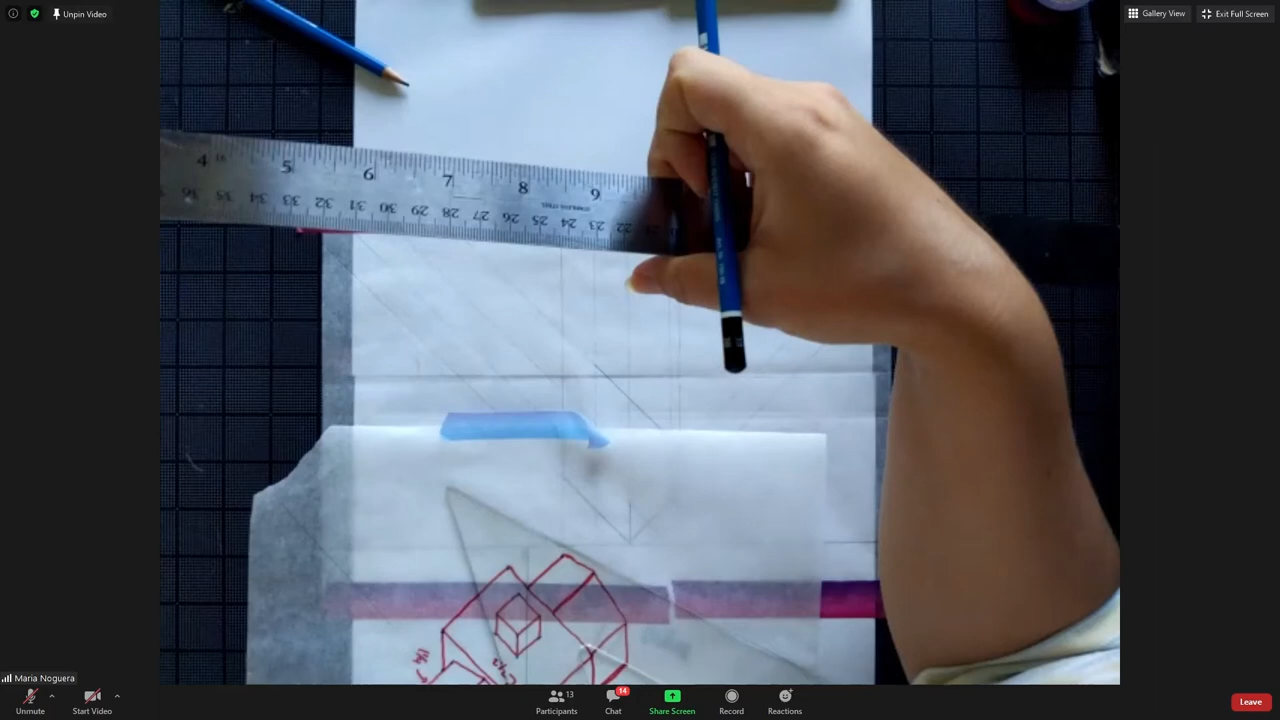 Unpin Video
Gallery View
Exit Full Screen
4 5 6 7 8 9
36 35 34 33 32 31 30 29 28 27 26 25 24 23 22
STAINLESS STEEL
Maria Noguera
Unmute
Start Video
13
Participants
14
Chat
Share Screen
Record
Reactions
Leave